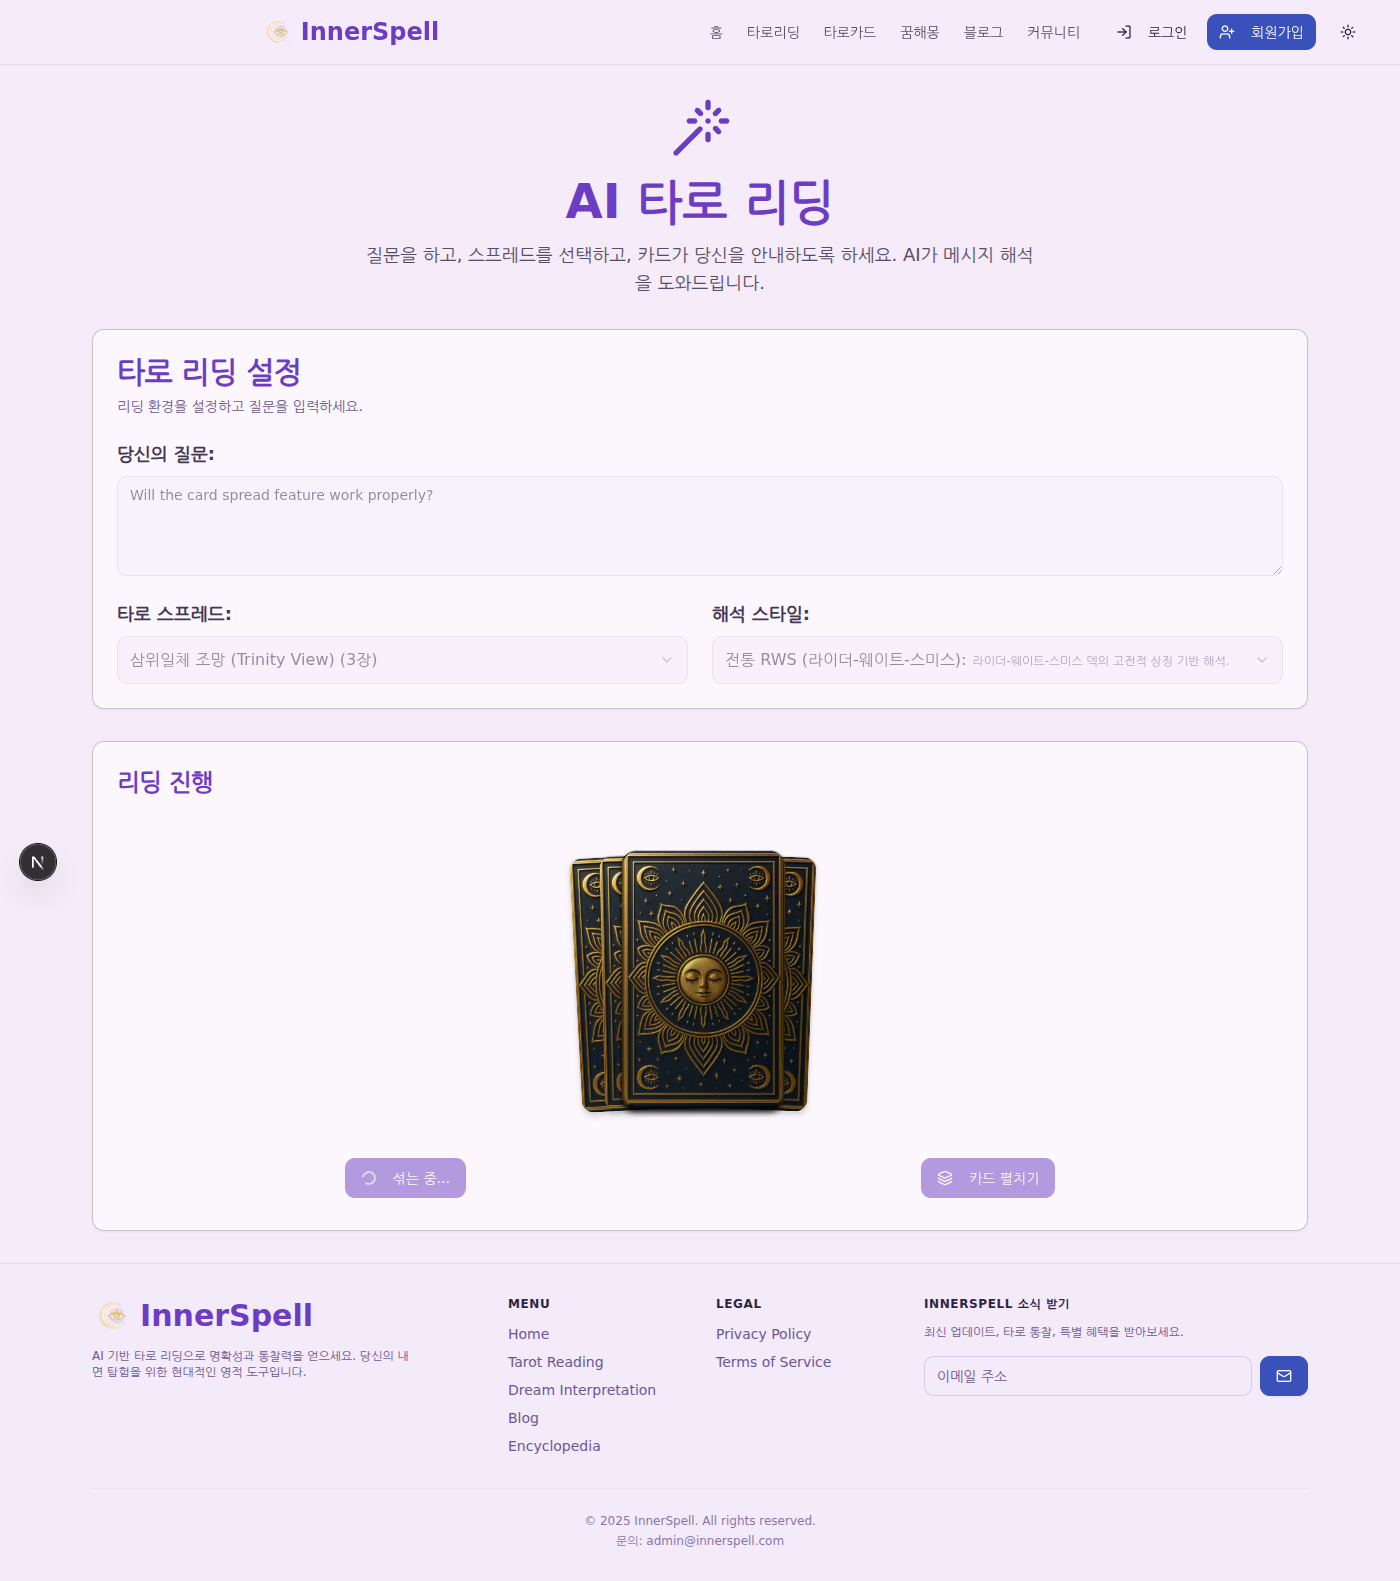 InnerSpell
홈 타로리딩 타로카드 꿈해몽 블로그 커뮤니티 로그인 회원가입
AI 타로 리딩
질문을 하고, 스프레드를 선택하고, 카드가 당신을 안내하도록 하세요. AI가 메시지 해석
을 도와드립니다.
타로 리딩 설정
리딩 환경을 설정하고 질문을 입력하세요.
당신의 질문:
Will the card spread feature work properly?
타로 스프레드:
삼위일체 조망 (Trinity View) (3장)
해석 스타일:
전통 RWS (라이더-웨이트-스미스): 라이더-웨이트-스미스 덱의 고전적 상징 기반 해석.
리딩 진행
N
섞는 중...
카드 펼치기
InnerSpell
AI 기반 타로 리딩으로 명확성과 통찰력을 얻으세요. 당신의 내
면 탐험을 위한 현대적인 영적 도구입니다.
MENU
Home
Tarot Reading
Dream Interpretation
Blog
Encyclopedia
LEGAL
Privacy Policy
Terms of Service
INNERSPELL 소식 받기
최신 업데이트, 타로 통찰, 특별 혜택을 받아보세요.
이메일 주소
© 2025 InnerSpell. All rights reserved.
문의: admin@innerspell.com